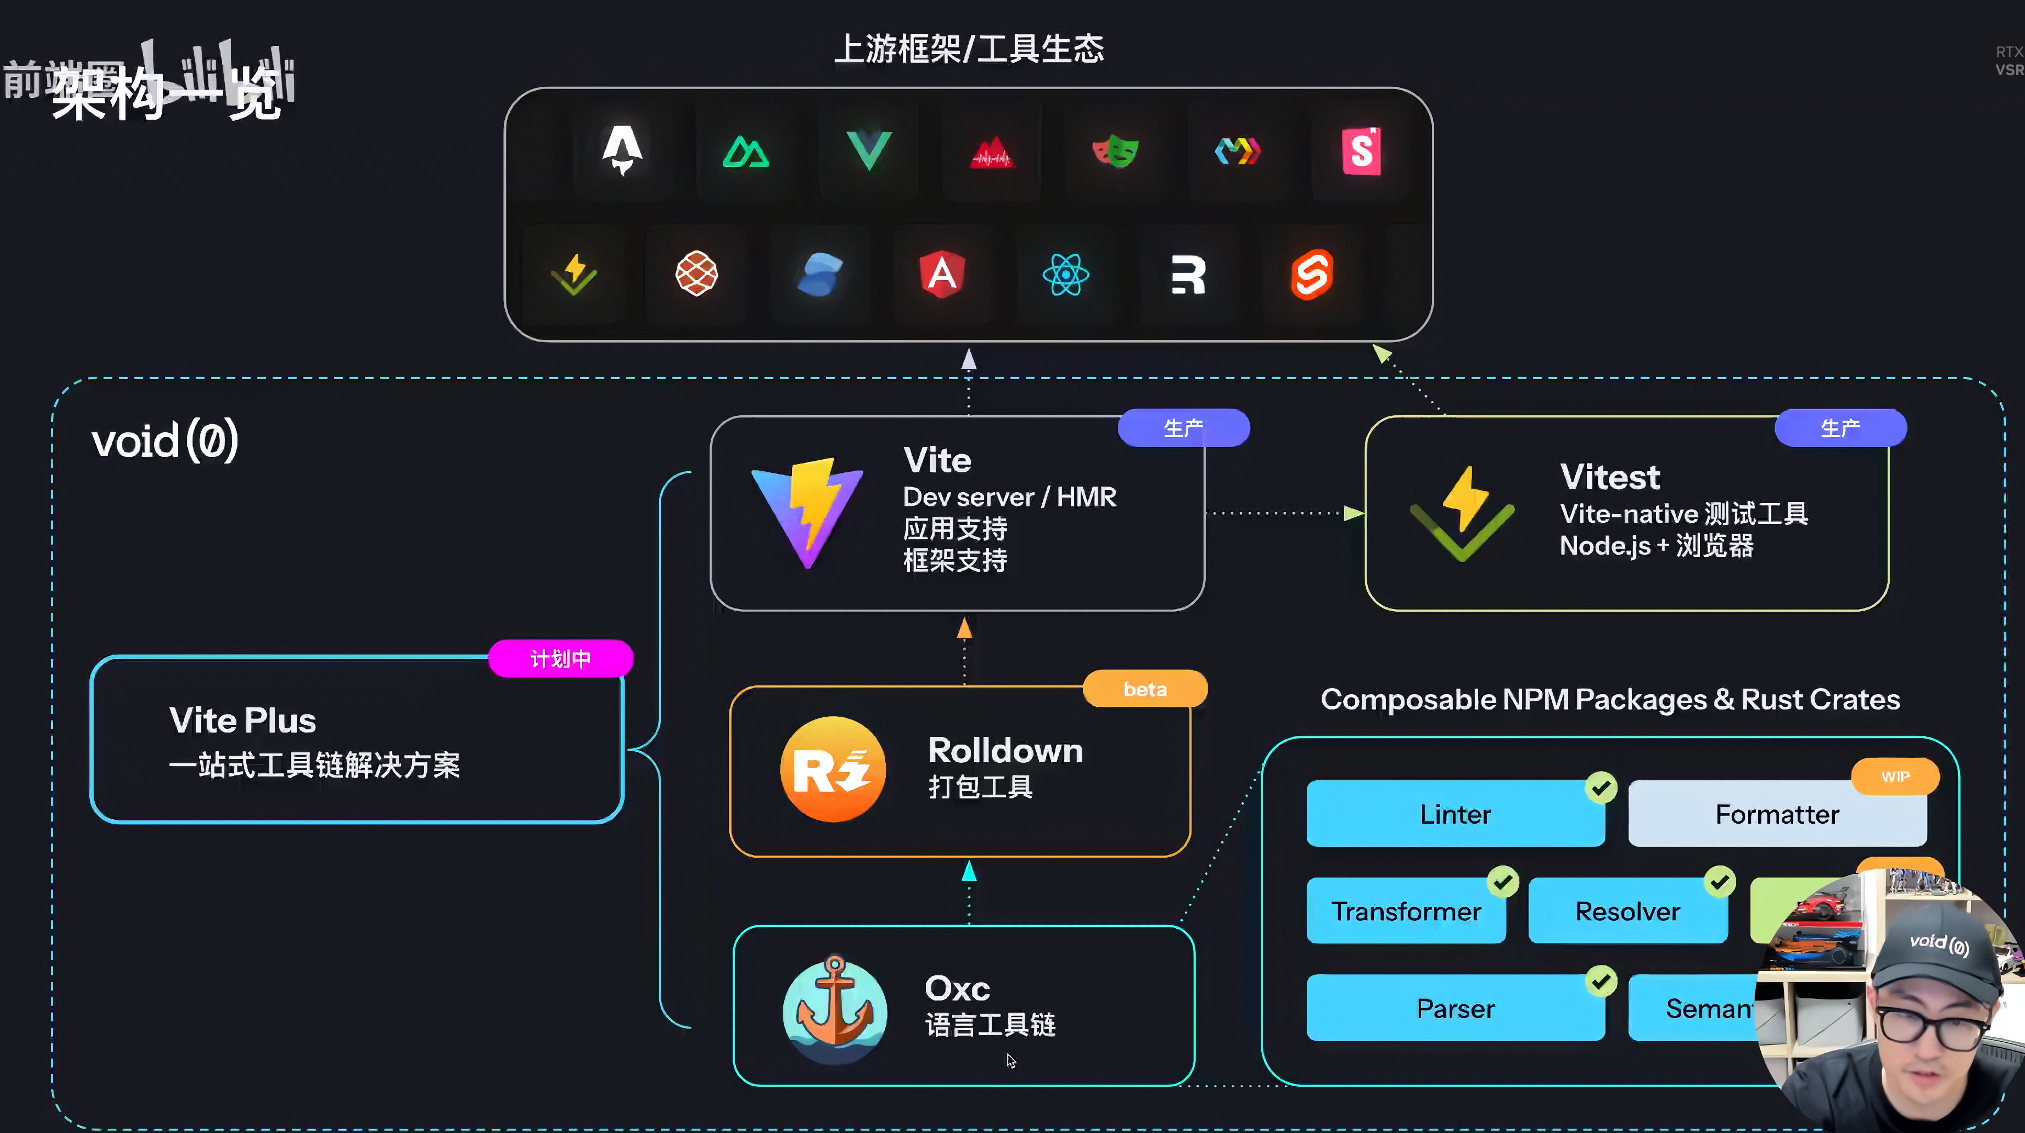 上游框架/工具生态
RTX
VSR
前端圈
bilibili
架构一览
void(0)
生产
Vite
Dev server / HMR
应用支持
框架支持
生产
Vitest
Vite-native 测试工具
Node.js + 浏览器
计划中
Vite Plus
一站式工具链解决方案
beta
Rolldown
打包工具
Composable NPM Packages & Rust Crates
Linter
WIP
Formatter
Transformer
Resolver
Parser
Oxc
语言工具链
void(0)